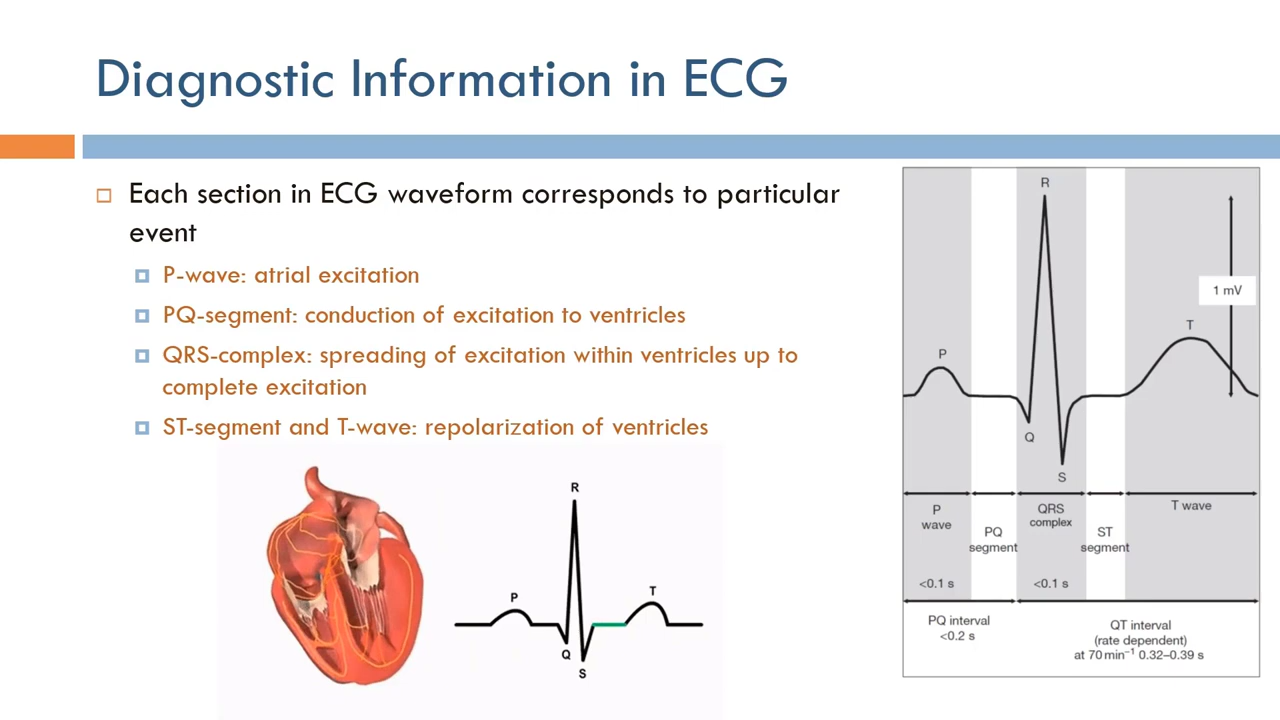 Diagnostic Information in ECG
Each section in ECG waveform corresponds to particular
event
P-wave: atrial excitation
PQ-segment: conduction of excitation to ventricles
QRS-complex: spreading of excitation within ventricles up to
complete excitation
ST-segment and T-wave: repolarization of ventricles
R
P
T
Q
S
R
1 mV
T
P
Q
S
P
wave
PQ
segment
QRS
complex
ST
segment
T wave
<0.1 s
<0.1 s
PQ interval
<0.2 s
QT interval
(rate dependent)
at 70 min⁻¹ 0.32–0.39 s